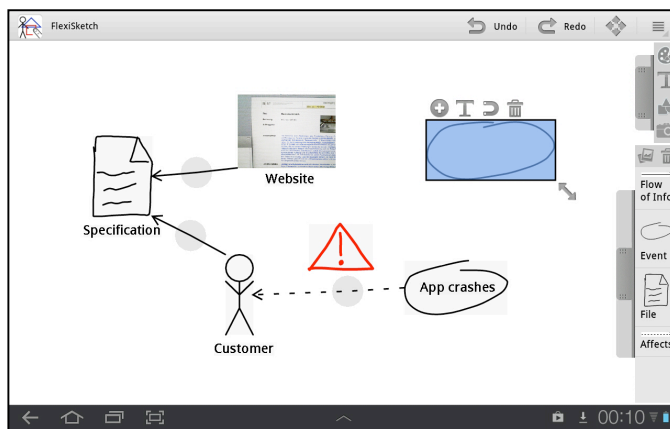 FlexiSketch
Undo
Redo
Website
Specification
Flow
of Info
Event
App crashes
File
Customer
Affects
00:10